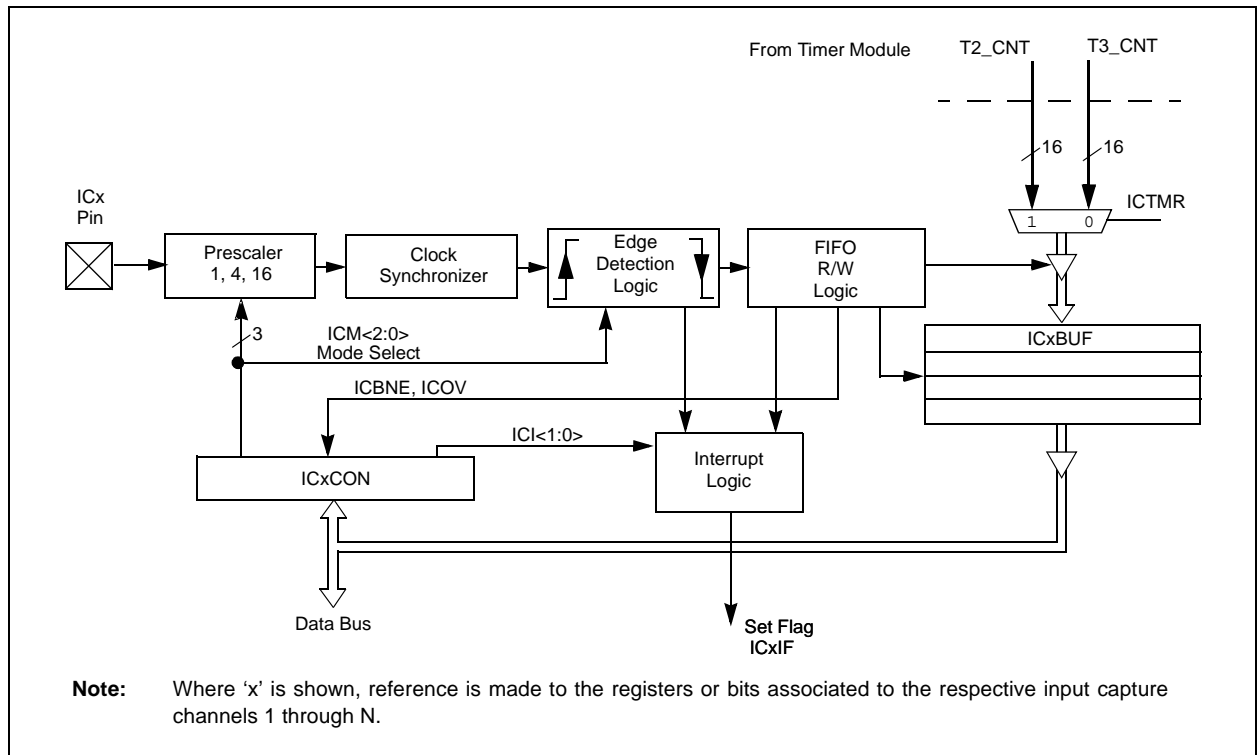 From Timer Module
T2_CNT
T3_CNT
16
16
ICx
Pin
ICTMR
1
0
Prescaler
1, 4, 16
Clock
Synchronizer
Edge
Detection
Logic
FIFO
R/W
Logic
3
ICM<2:0>
Mode Select
ICxBUF
ICBNE, ICOV
ICI<1:0>
Interrupt
Logic
ICxCON
Data Bus
Set Flag
ICxIF
Note: Where ‘x’ is shown, reference is made to the registers or bits associated to the respective input capture
channels 1 through N.